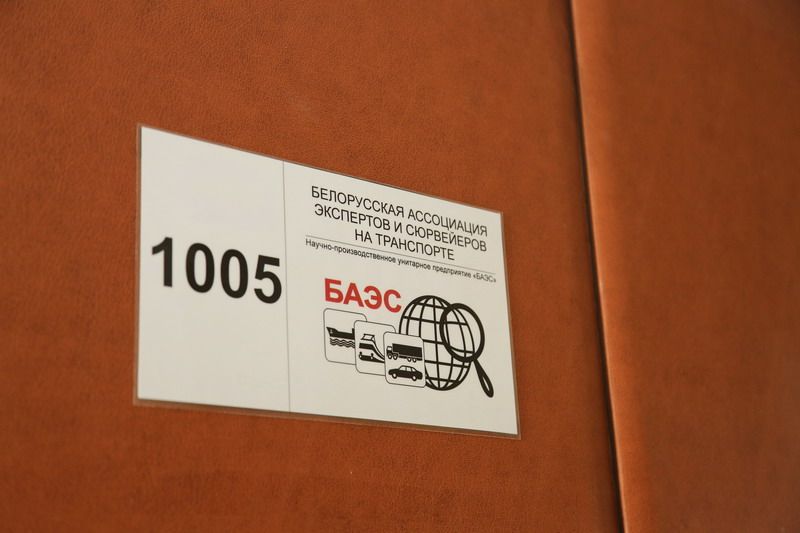 1005
БЕЛОРУССКАЯ АССОЦИАЦИЯ
ЭКСПЕРТОВ И СЮРВЕЙЕРОВ
НА ТРАНСПОРТЕ
Научно-производственное унитарное предприятие «БАЭС»
БАЭС